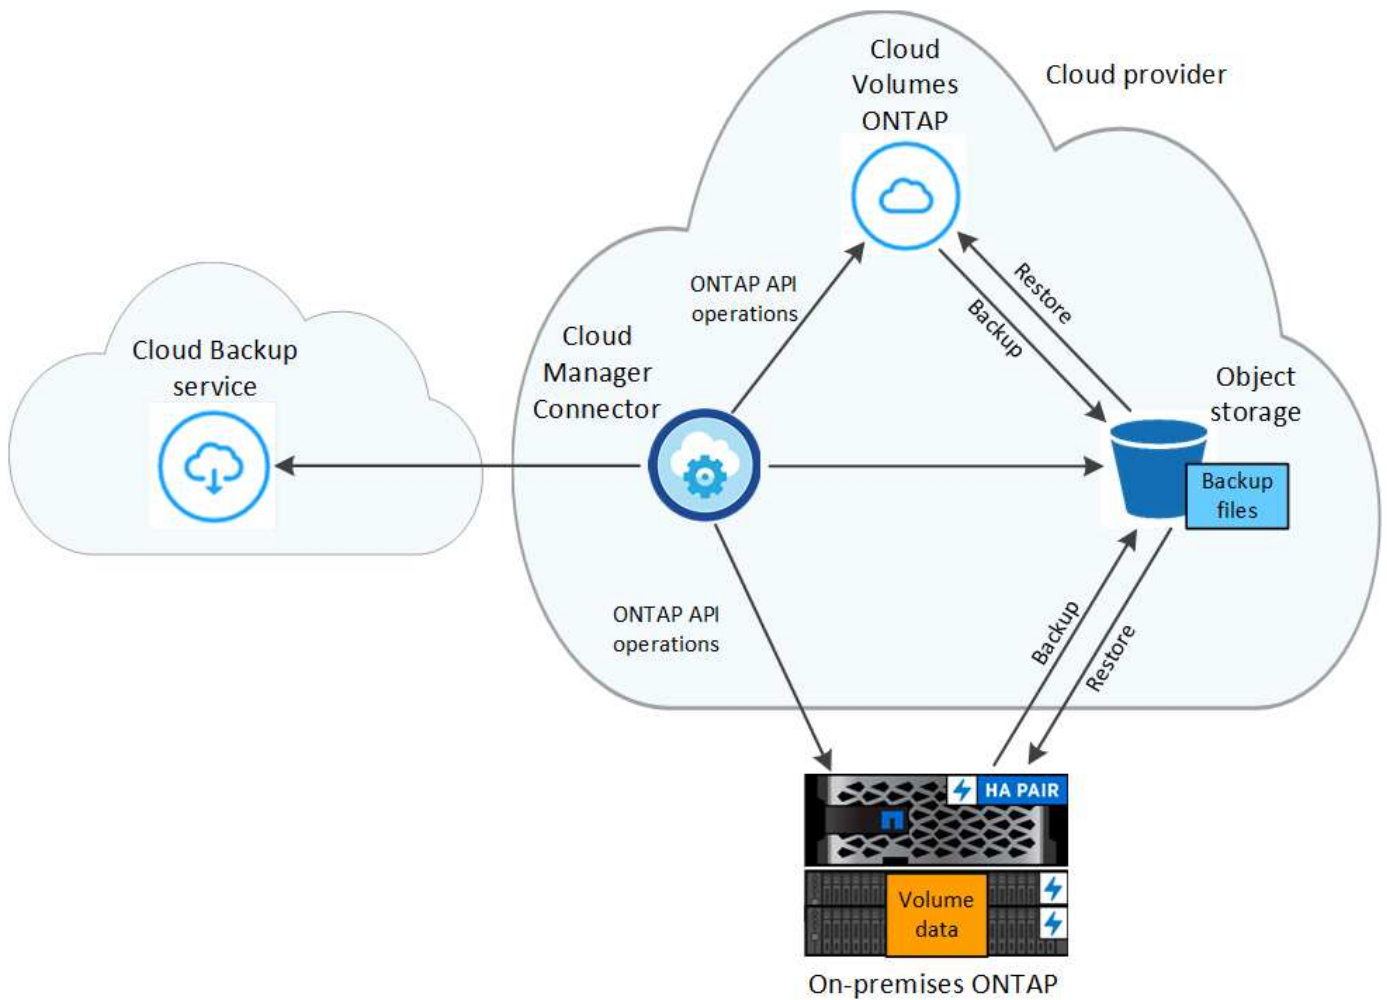 Cloud
Volumes
ONTAP
Cloud provider
ONTAP API
operations
Restore
Backup
Cloud
Manager
Connector
Cloud Backup
service
Object
storage
Backup
files
ONTAP API
operations
Backup
Restore
HA PAIR
Volume
data
On-premises ONTAP